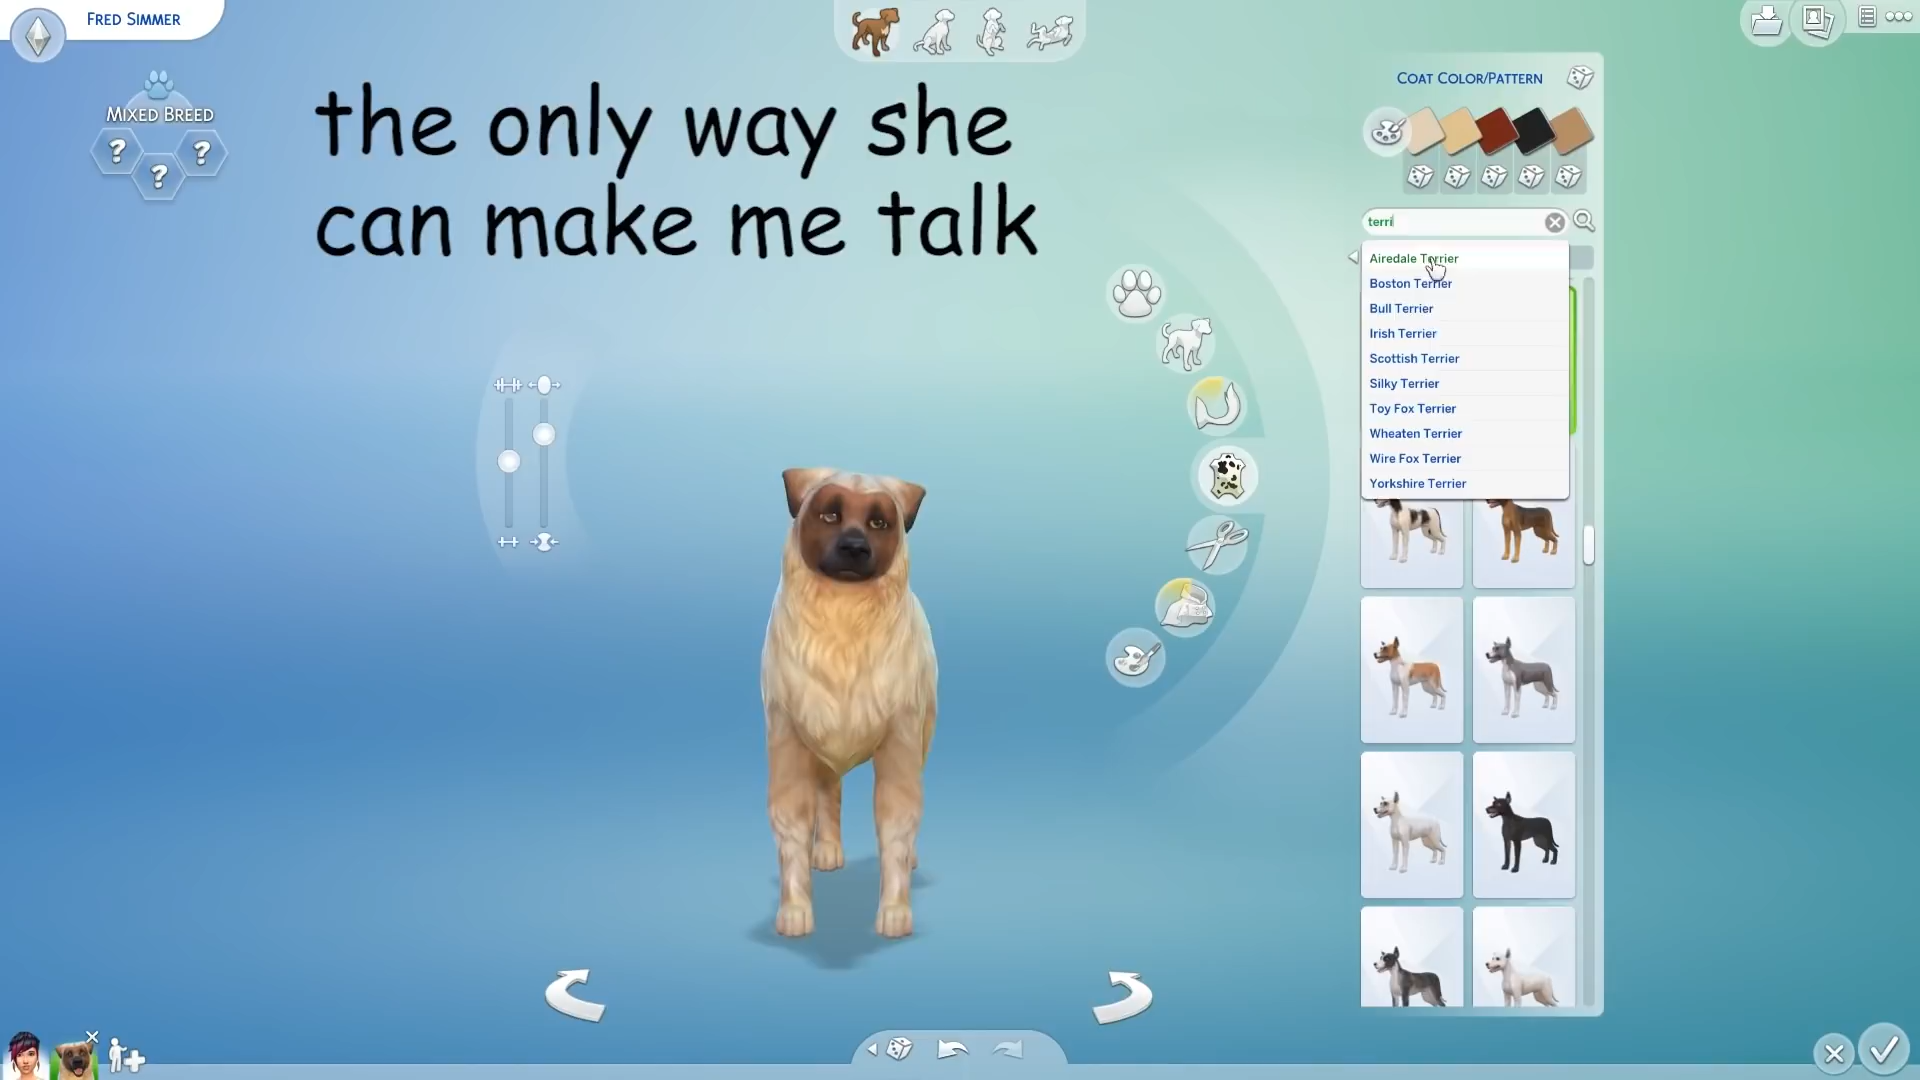 FRED SIMMER
MIXED BREED
? ? ?
the only way she
can make me talk
COAT COLOR/PATTERN
terri
Airedale Terrier
Boston Terrier
Bull Terrier
Irish Terrier
Scottish Terrier
Silky Terrier
Toy Fox Terrier
Wheaten Terrier
Wire Fox Terrier
Yorkshire Terrier